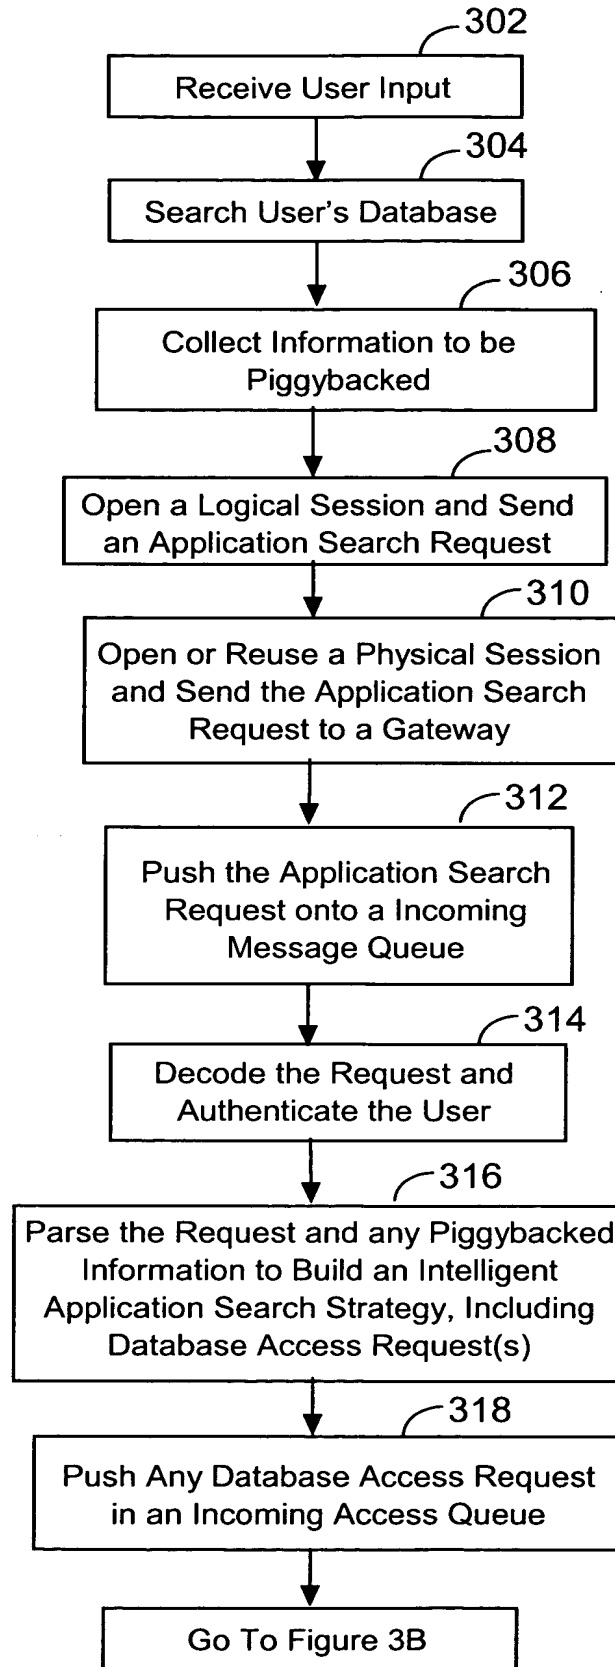 302
Receive User Input
304
Search User's Database
306
Collect Information to be
Piggybacked
308
Open a Logical Session and Send
an Application Search Request
310
Open or Reuse a Physical Session
and Send the Application Search
Request to a Gateway
312
Push the Application Search
Request onto a Incoming
Message Queue
314
Decode the Request and
Authenticate the User
316
Parse the Request and any Piggybacked
Information to Build an Intelligent
Application Search Strategy, Including
Database Access Request(s)
318
Push Any Database Access Request
in an Incoming Access Queue
Go To Figure 3B